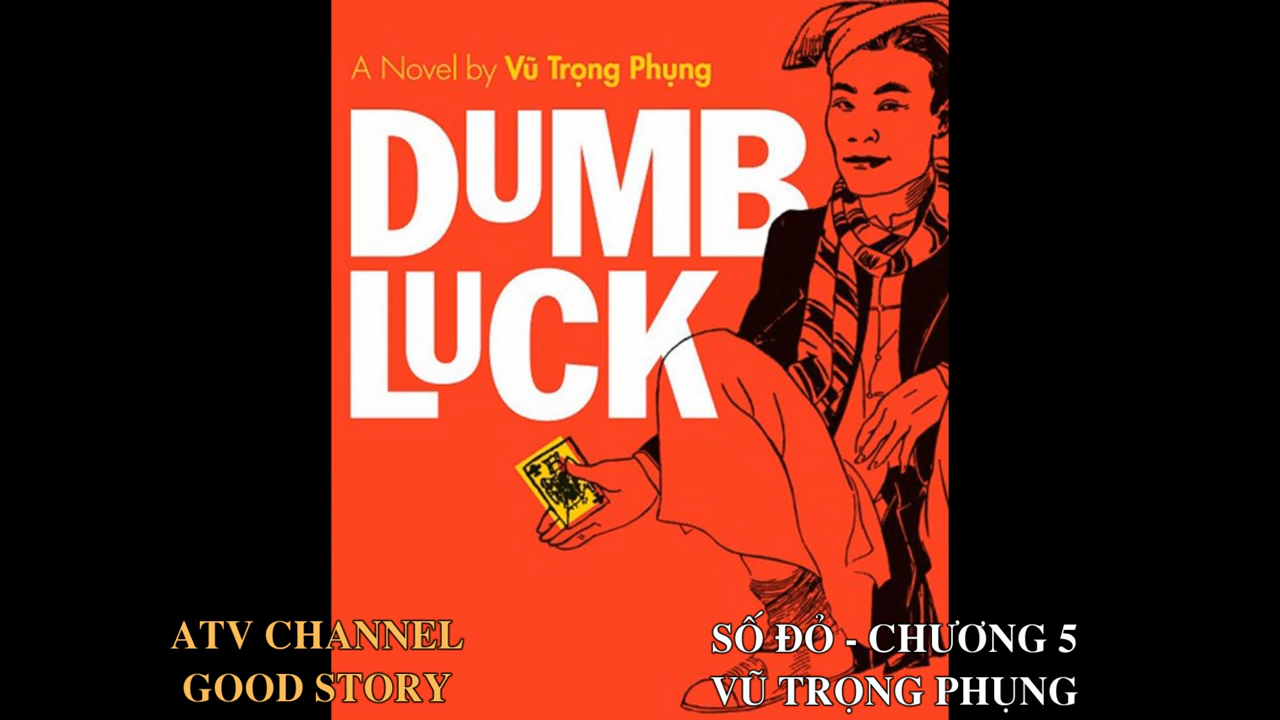 A Novel by Vũ Trọng Phụng
DUMB
LUCK
ATV CHANNEL
GOOD STORY
SỐ ĐỎ - CHƯƠNG 5
VŨ TRỌNG PHỤNG